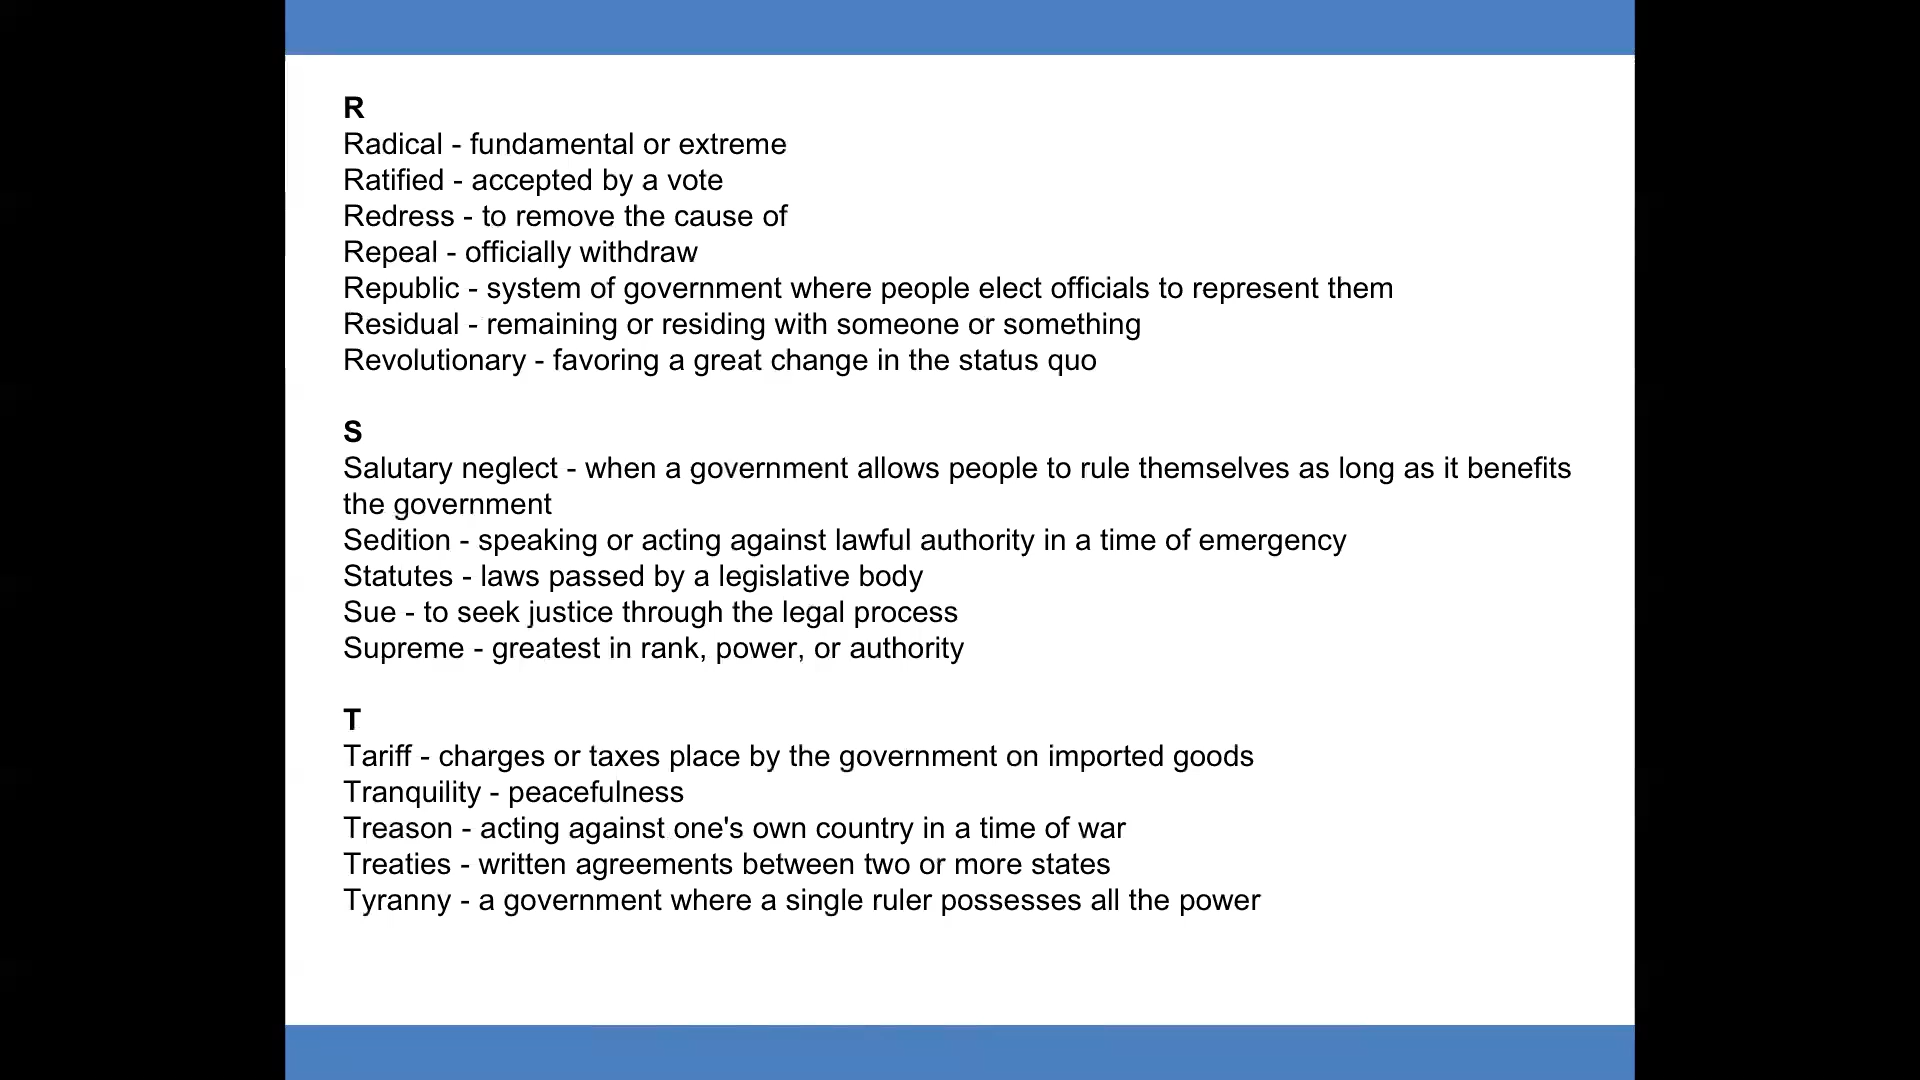 R
Radical - fundamental or extreme
Ratified - accepted by a vote
Redress - to remove the cause of
Repeal - officially withdraw
Republic - system of government where people elect officials to represent them
Residual - remaining or residing with someone or something
Revolutionary - favoring a great change in the status quo
S
Salutary neglect - when a government allows people to rule themselves as long as it benefits
the government
Sedition - speaking or acting against lawful authority in a time of emergency
Statutes - laws passed by a legislative body
Sue - to seek justice through the legal process
Supreme - greatest in rank, power, or authority
T
Tariff - charges or taxes place by the government on imported goods
Tranquility - peacefulness
Treason - acting against one's own country in a time of war
Treaties - written agreements between two or more states
Tyranny - a government where a single ruler possesses all the power